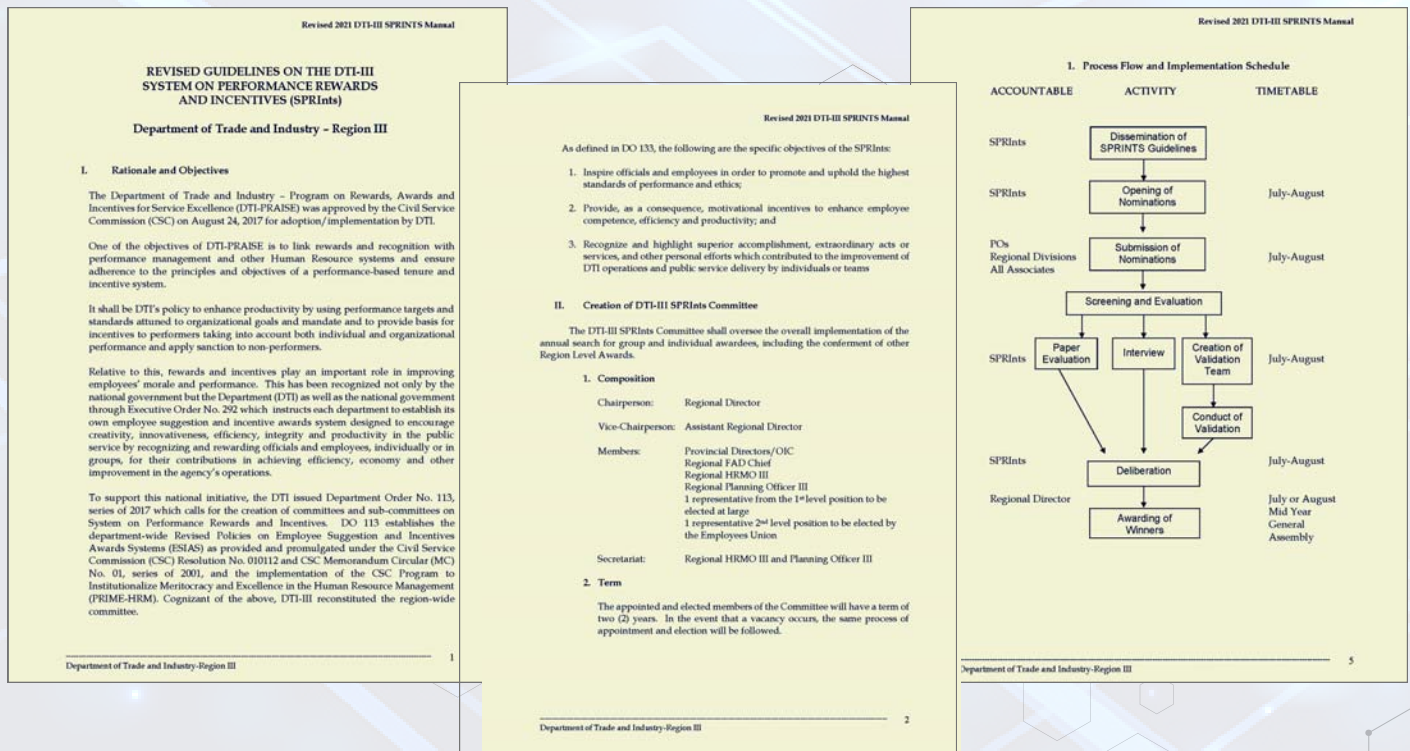 Revised 2021 DTI-III SPRINTS Manual
REVISED GUIDELINES ON THE DTI-III
SYSTEM ON PERFORMANCE REWARDS
AND INCENTIVES (SPRInts)
Department of Trade and Industry – Region III
I. Rationale and Objectives
The Department of Trade and Industry – Program on Rewards, Awards and
Incentives for Service Excellence (DTI-PRAISE) was approved by the Civil Service
Commission (CSC) on August 24, 2017 for adoption/implementation by DTI.
One of the objectives of DTI-PRAISE is to link rewards and recognition with
performance management and other Human Resource systems and ensure
adherence to the principles and objectives of a performance-based tenure and
incentive system.
It shall be DTI's policy to enhance productivity by using performance targets and
standards attuned to organizational goals and mandate and to provide basis for
incentives to performers taking into account both individual and organizational
performance and apply sanction to non-performers.
Relative to this, rewards and incentives play an important role in improving
employees' morale and performance. This has been recognized not only by the
national government but the Department (DTI) as well as the national government
through Executive Order No. 292 which instructs each department to establish its
own employee suggestion and incentive awards system designed to encourage
creativity, innovativeness, efficiency, integrity and productivity in the public
service by recognizing and rewarding officials and employees, individually or in
groups, for their contributions in achieving efficiency, economy and other
improvement in the agency's operations.
To support this national initiative, the DTI issued Department Order No. 113,
series of 2017 which calls for the creation of committees and sub-committees on
System on Performance Rewards and Incentives. DO 113 establishes the
department-wide Revised Policies on Employee Suggestion and Incentives
Awards Systems (ESIAS) as provided and promulgated under the Civil Service
Commission (CSC) Resolution No. 010112 and CSC Memorandum Circular (MC)
No. 01, series of 2001, and the implementation of the CSC Program to
Institutionalize Meritocracy and Excellence in the Human Resource Management
(PRIME-HRM). Cognizant of the above, DTI-III reconstituted the region-wide
committee.
1
Department of Trade and Industry-Region III
Revised 2021 DTI-III SPRINTS Manual
As defined in DO 133, the following are the specific objectives of the SPRInts:
1. Inspire officials and employees in order to promote and uphold the highest
standards of performance and ethics;
2. Provide, as a consequence, motivational incentives to enhance employee
competence, efficiency and productivity; and
3. Recognize and highlight superior accomplishment, extraordinary acts or
services, and other personal efforts which contributed to the improvement of
DTI operations and public service delivery by individuals or teams
II. Creation of DTI-III SPRInts Committee
The DTI-III SPRInts Committee shall oversee the overall implementation of the
annual search for group and individual awardees, including the conferment of other
Region Level Awards.
1. Composition
Chairperson: Regional Director
Vice-Chairperson: Assistant Regional Director
Members: Provincial Directors/OIC
Regional FAD Chief
Regional HRMO III
Regional Planning Officer III
1 representative from the 1st level position to be
elected at large
1 representative 2nd level position to be elected by
the Employees Union
Secretariat: Regional HRMO III and Planning Officer III
2. Term
The appointed and elected members of the Committee will have a term of
two (2) years. In the event that a vacancy occurs, the same process of
appointment and election will be followed.
2
Department of Trade and Industry-Region III
Revised 2021 DTI-III SPRINTS Manual
1. Process Flow and Implementation Schedule
ACCOUNTABLE ACTIVITY TIMETABLE
SPRInts
Dissemination of
SPRINTS Guidelines
SPRInts
Opening of
Nominations
July-August
POs
Regional Divisions
All Associates
Submission of
Nominations
July-August
Screening and Evaluation
SPRInts
Paper
Evaluation
Interview
Creation of
Validation
Team
July-August
Conduct of
Validation
SPRInts
Deliberation
July-August
Regional Director
Awarding of
Winners
July or August
Mid Year
General
Assembly
5
Department of Trade and Industry-Region III